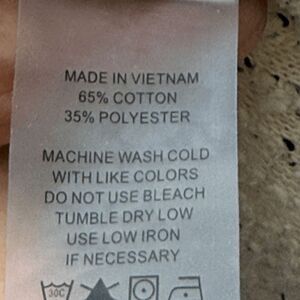 MADE IN VIETNAM
65% COTTON
35% POLYESTER
MACHINE WASH COLD
WITH LIKE COLORS
DO NOT USE BLEACH
TUMBLE DRY LOW
USE LOW IRON
IF NECESSARY
30C